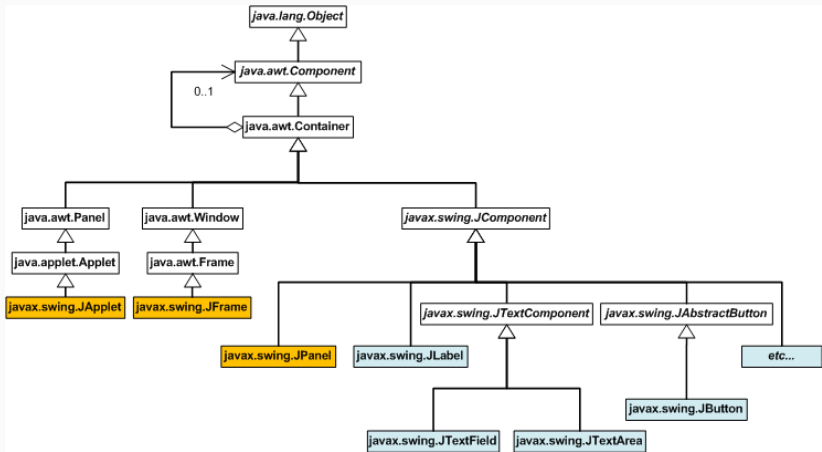 java.lang.Object
java.awt.Component
0..1
java.awt.Container
java.awt.Panel
java.awt.Window
javax.swing.JComponent
java.applet.Applet
java.awt.Frame
javax.swing.JApplet
javax.swing.JFrame
javax.swing.JTextComponent
javax.swing.JAbstractButton
javax.swing.JPanel
javax.swing.JLabel
etc...
javax.swing.JButton
javax.swing.JTextField
javax.swing.JTextArea